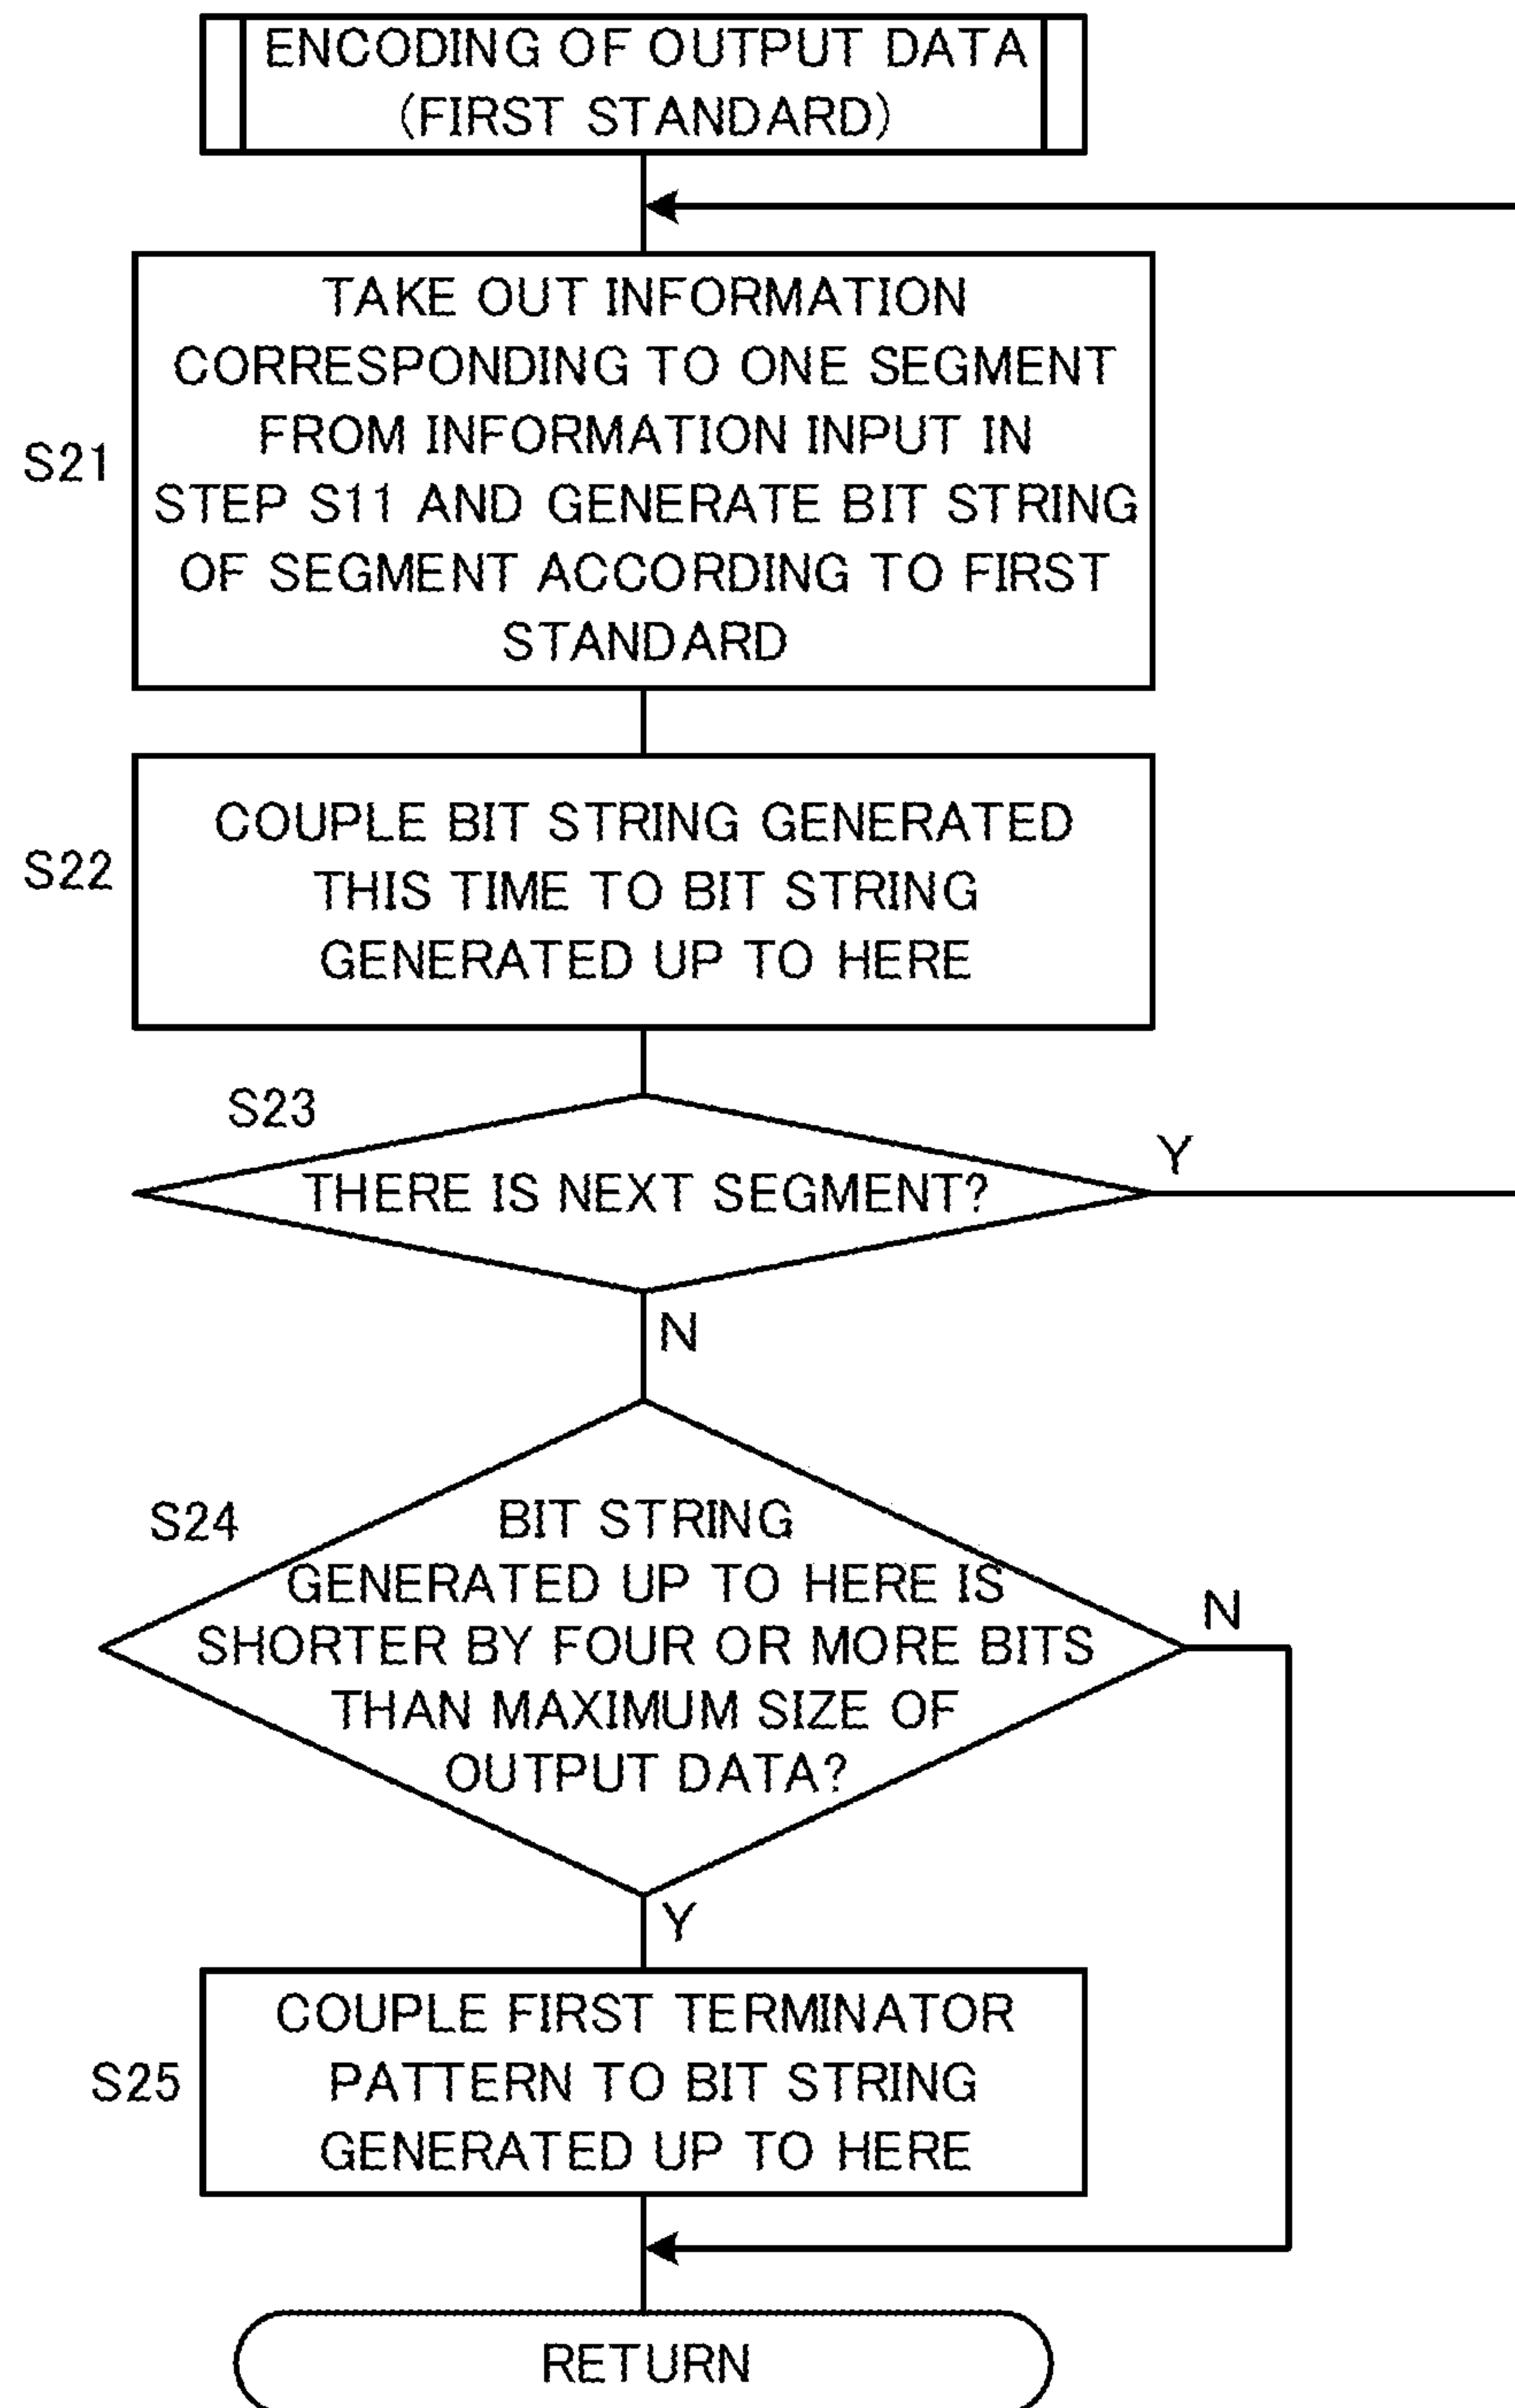 ENCODING OF OUTPUT DATA
(FIRST STANDARD)
S21
TAKE OUT INFORMATION
CORRESPONDING TO ONE SEGMENT
FROM INFORMATION INPUT IN
STEP S11 AND GENERATE BIT STRING
OF SEGMENT ACCORDING TO FIRST
STANDARD
S22
COUPLE BIT STRING GENERATED
THIS TIME TO BIT STRING
GENERATED UP TO HERE
S23
THERE IS NEXT SEGMENT?
Y
N
S24
BIT STRING
GENERATED UP TO HERE IS
SHORTER BY FOUR OR MORE BITS
THAN MAXIMUM SIZE OF
OUTPUT DATA?
N
Y
S25
COUPLE FIRST TERMINATOR
PATTERN TO BIT STRING
GENERATED UP TO HERE
RETURN